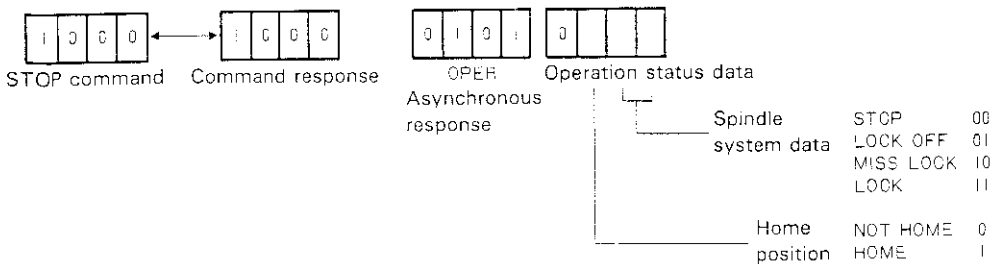 1 0 0 0 1 0 0 0 0 1 0 1 0
STOP command Command response OPER Operation status data
Asynchronous
response
Spindle STOP 00
system data LOCK OFF 01
MISS LOCK 10
LOCK 11
Home NOT HOME 0
position HOME 1